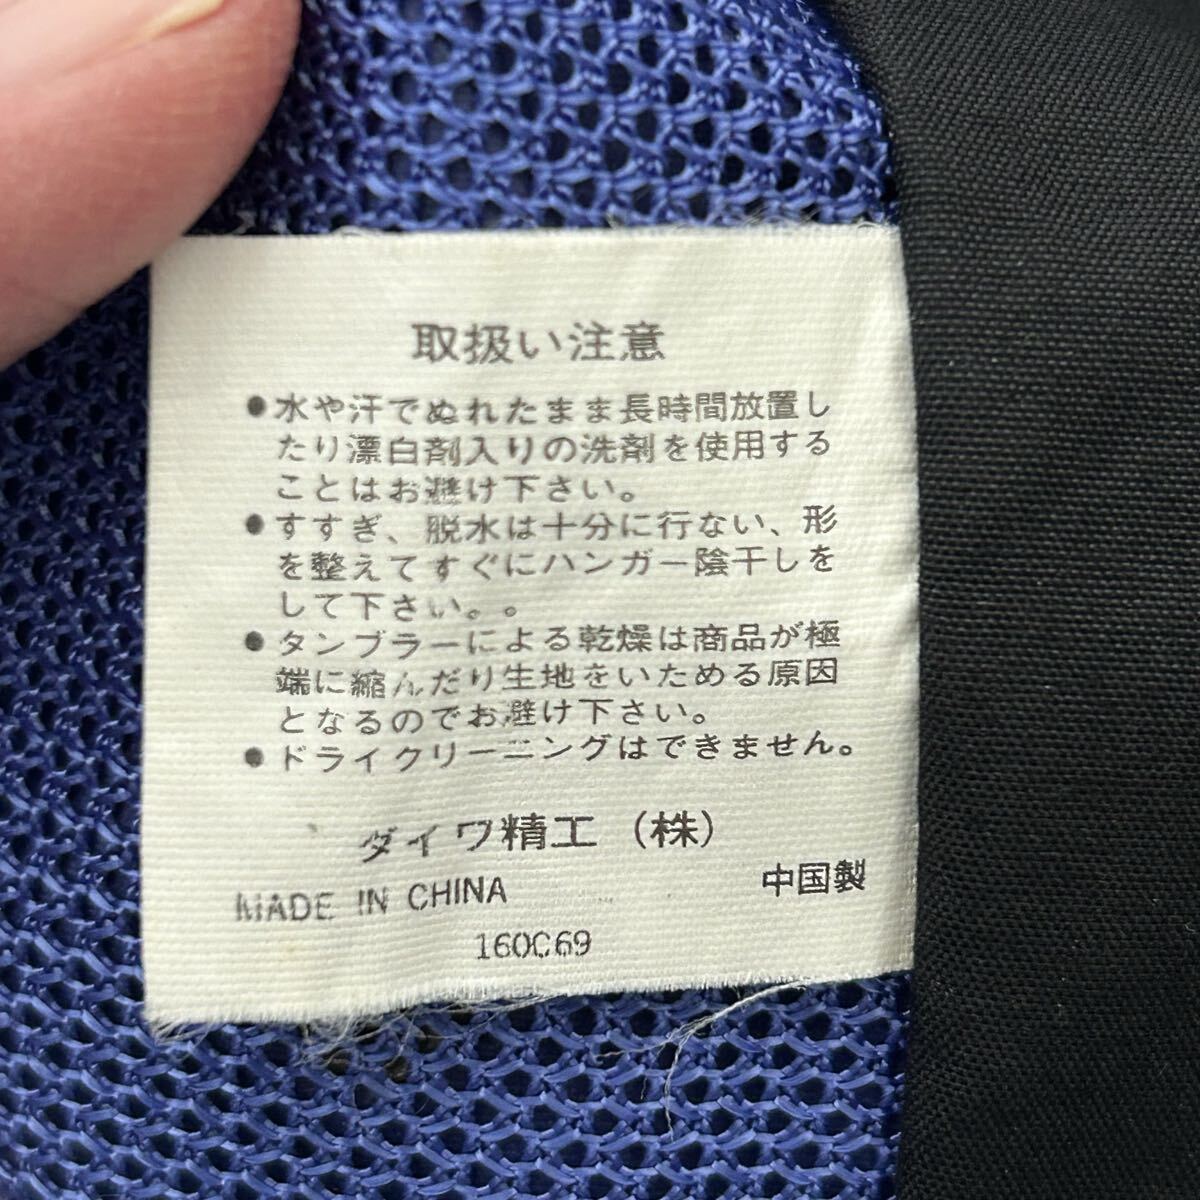 取扱い注意
●水や汗でぬれたまま長時間放置し
たり漂白剤入りの洗剤を使用する
ことはお避け下さい。
●すすぎ、脱水は十分に行ない、形
を整えてすぐにハンガー陰干しを
して下さい。。
●タンブラーによる乾燥は商品が極
端に縮んだり生地をいためる原因
となるのでお避け下さい。
●ドライクリーニングはできません。
ダイワ精工（株）
中国製
MADE IN CHINA
160C69